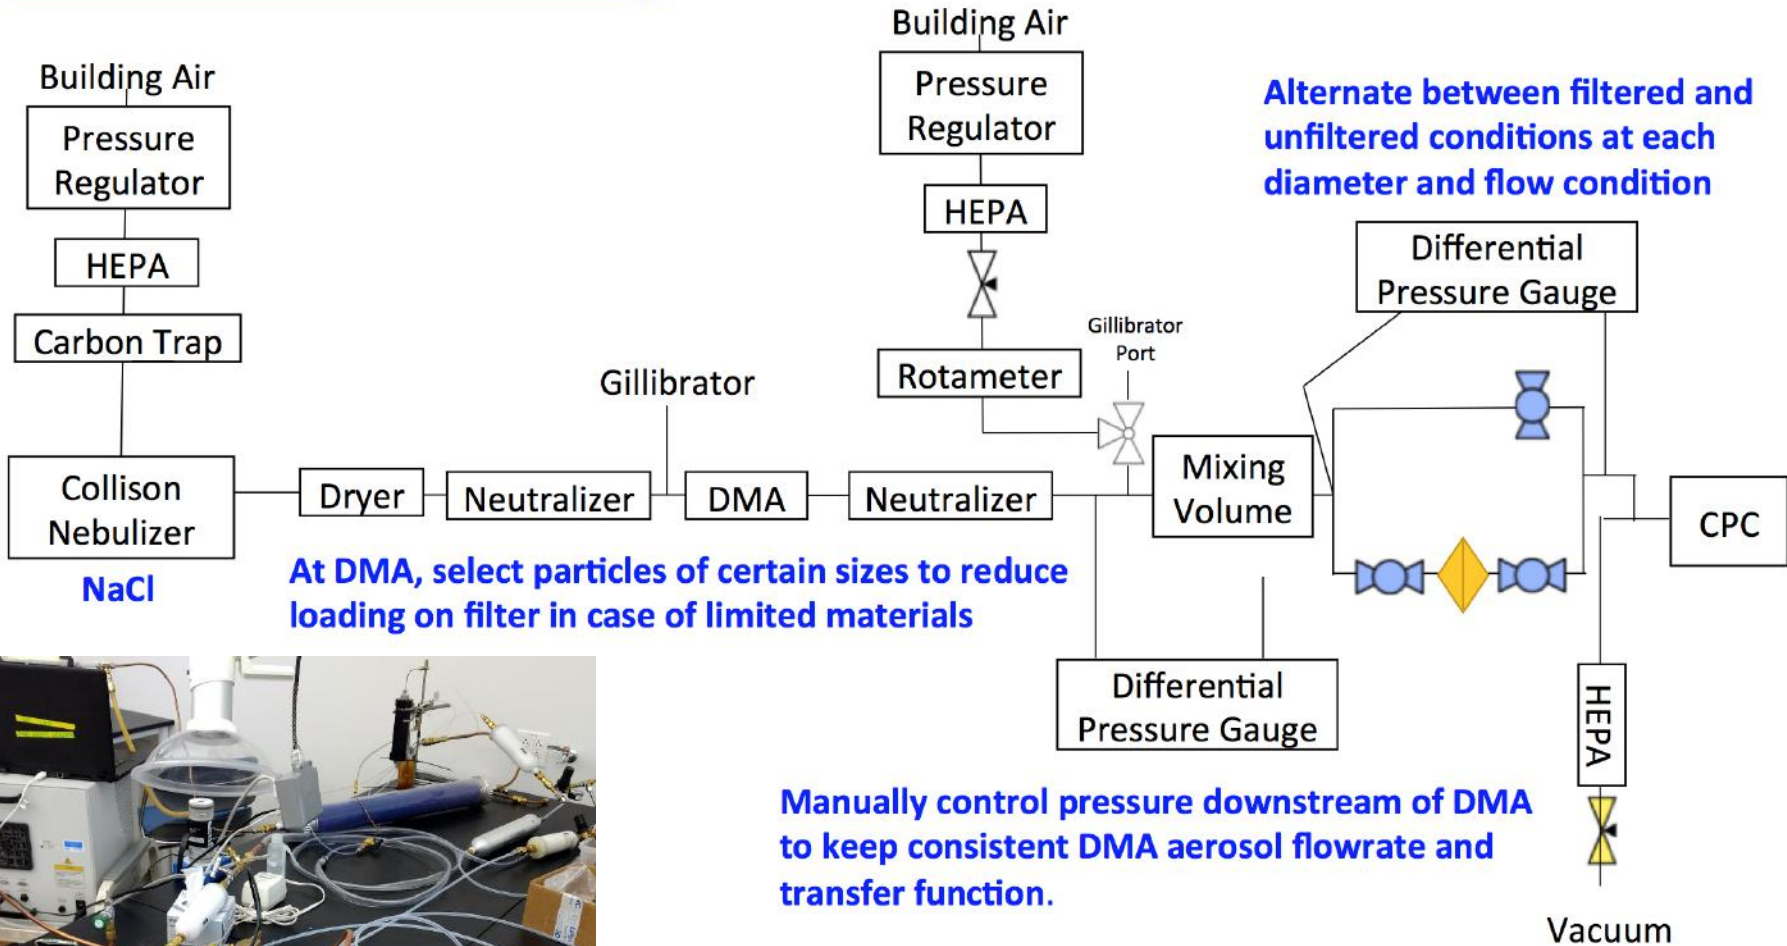 Building Air
Pressure
Regulator
HEPA
Carbon Trap
Collison
Nebulizer
NaCl
Dryer
Neutralizer
Gillibrator
DMA
Neutralizer
At DMA, select particles of certain sizes to reduce
loading on filter in case of limited materials
Building Air
Pressure
Regulator
HEPA
Rotameter
Gillibrator
Port
Mixing
Volume
Alternate between filtered and
unfiltered conditions at each
diameter and flow condition
Differential
Pressure Gauge
CPC
Differential
Pressure Gauge
HEPA
Manually control pressure downstream of DMA
to keep consistent DMA aerosol flowrate and
transfer function.
Vacuum